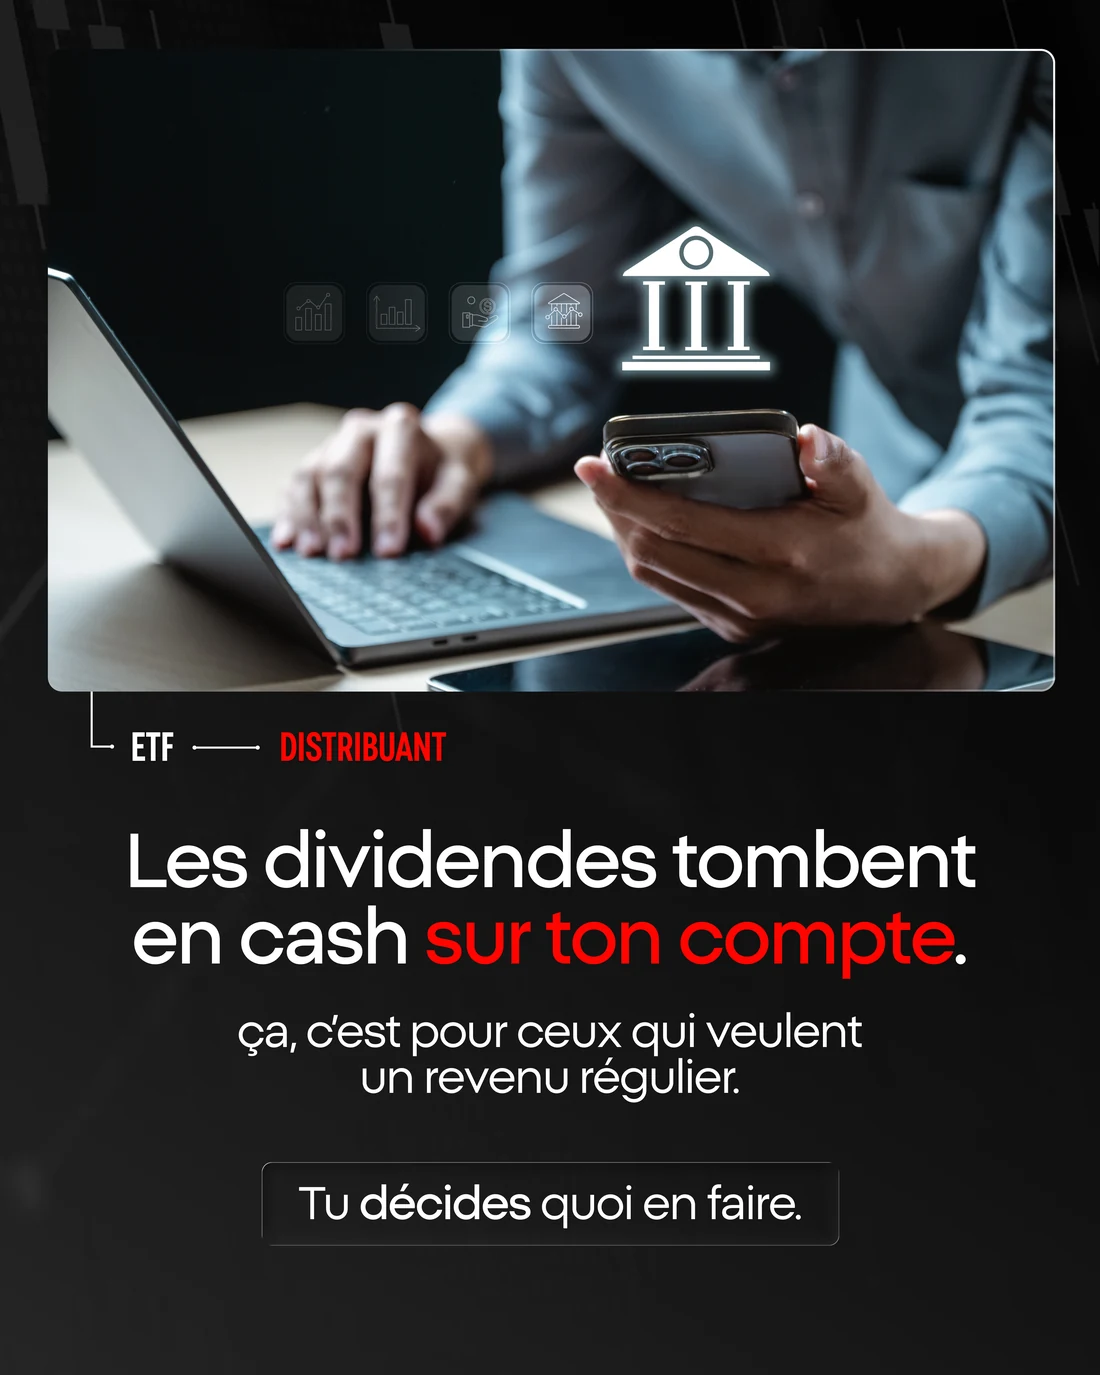 ETF DISTRIBUANT
Les dividendes tombent
en cash sur ton compte.
ça, c'est pour ceux qui veulent
un revenu régulier.
Tu décides quoi en faire.